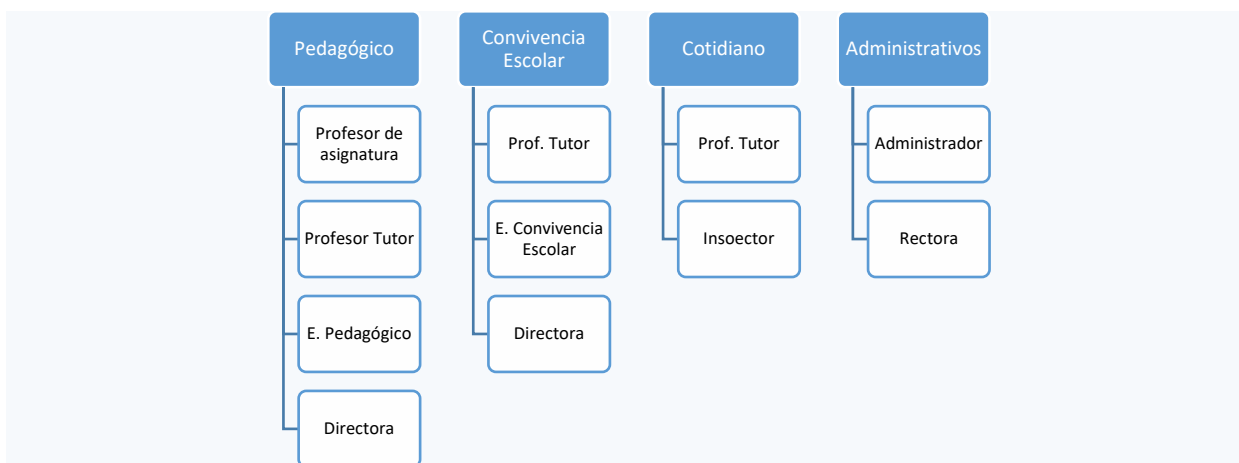 Pedagógico
Profesor de
asignatura
Profesor Tutor
E. Pedagógico
Directora
Convivencia
Escolar
Prof. Tutor
E. Convivencia
Escolar
Directora
Cotidiano
Prof. Tutor
Insoector
Administrativos
Administrador
Rectora